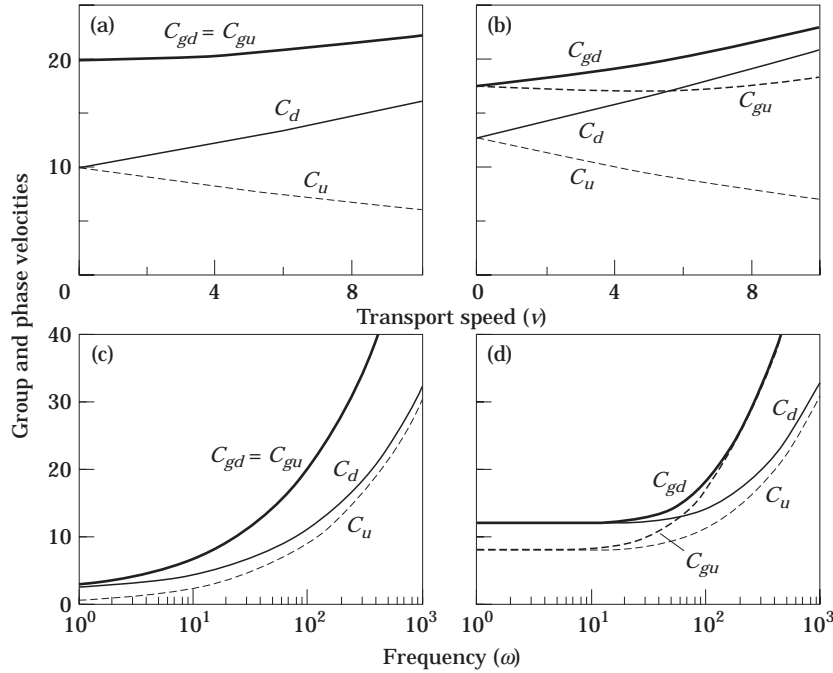 (a)
C_gd = C_gu
C_d
C_u
20
10
0
0 4 8
(b)
C_gd
C_gu
C_d
C_u
0 4 8
Transport speed (v)
Group and phase velocities
(c)
C_gd = C_gu
C_d
C_u
40
30
20
10
0
10^0 10^1 10^2 10^3
(d)
C_d
C_gd
C_u
C_gu
10^0 10^1 10^2 10^3
Frequency (ω)